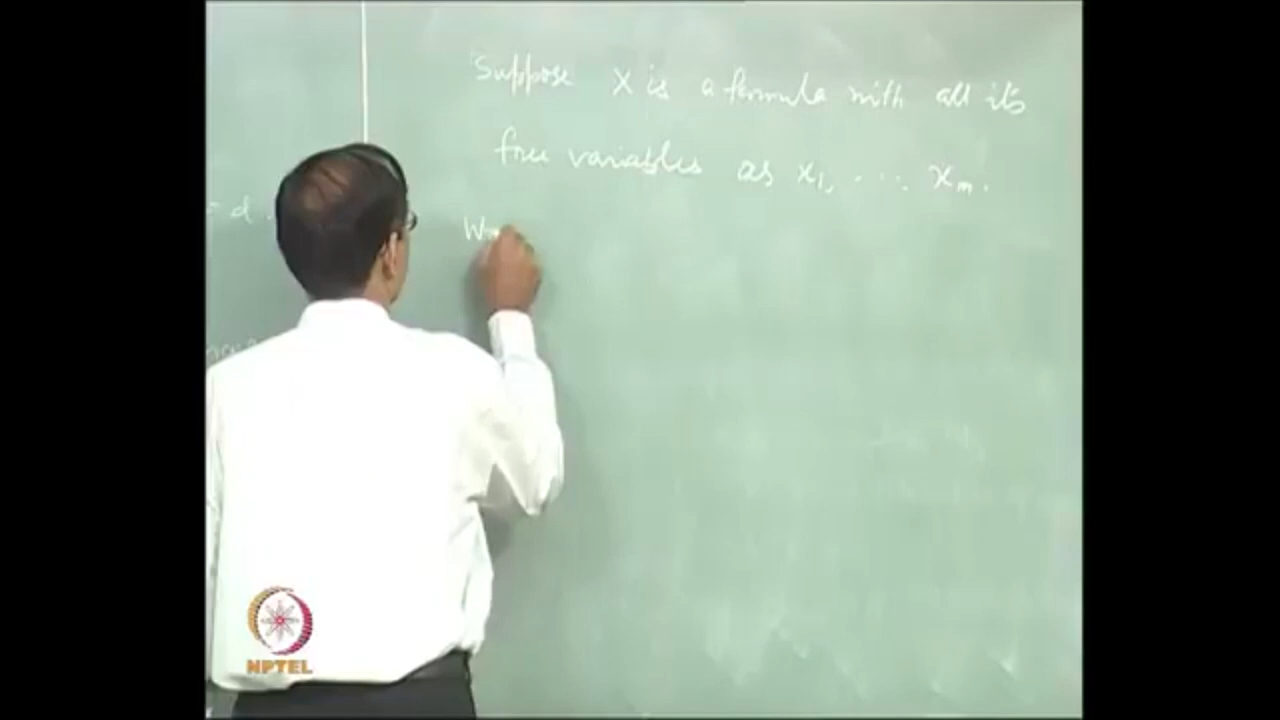 Suppose X is a formula with all its
free variables as x₁, ... xₘ.
= d.
NPTEL